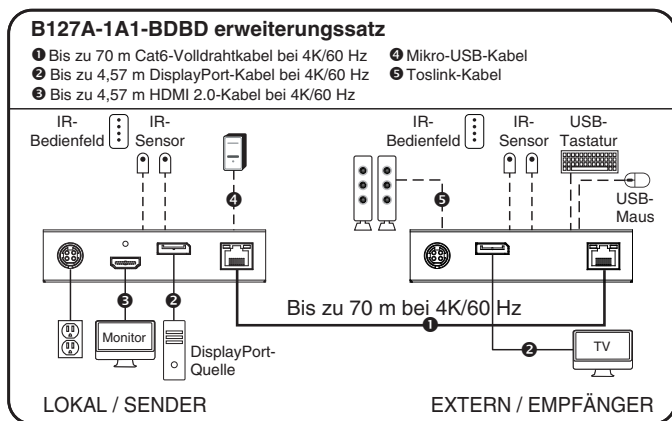 B127A-1A1-BDBD erweiterungssatz
❶ Bis zu 70 m Cat6-Volldrahtkabel bei 4K/60 Hz
❷ Bis zu 4,57 m DisplayPort-Kabel bei 4K/60 Hz
❸ Bis zu 4,57 m HDMI 2.0-Kabel bei 4K/60 Hz
❹ Mikro-USB-Kabel
❺ Toslink-Kabel
IR-
Bedienfeld
IR-
Sensor
❹
IR-
Bedienfeld
IR-
Sensor
USB-
Tastatur
❺
USB-
Maus
❸
❷
Bis zu 70 m bei 4K/60 Hz
❶
Monitor
DisplayPort-
Quelle
❷
TV
LOKAL / SENDER
EXTERN / EMPFÄNGER